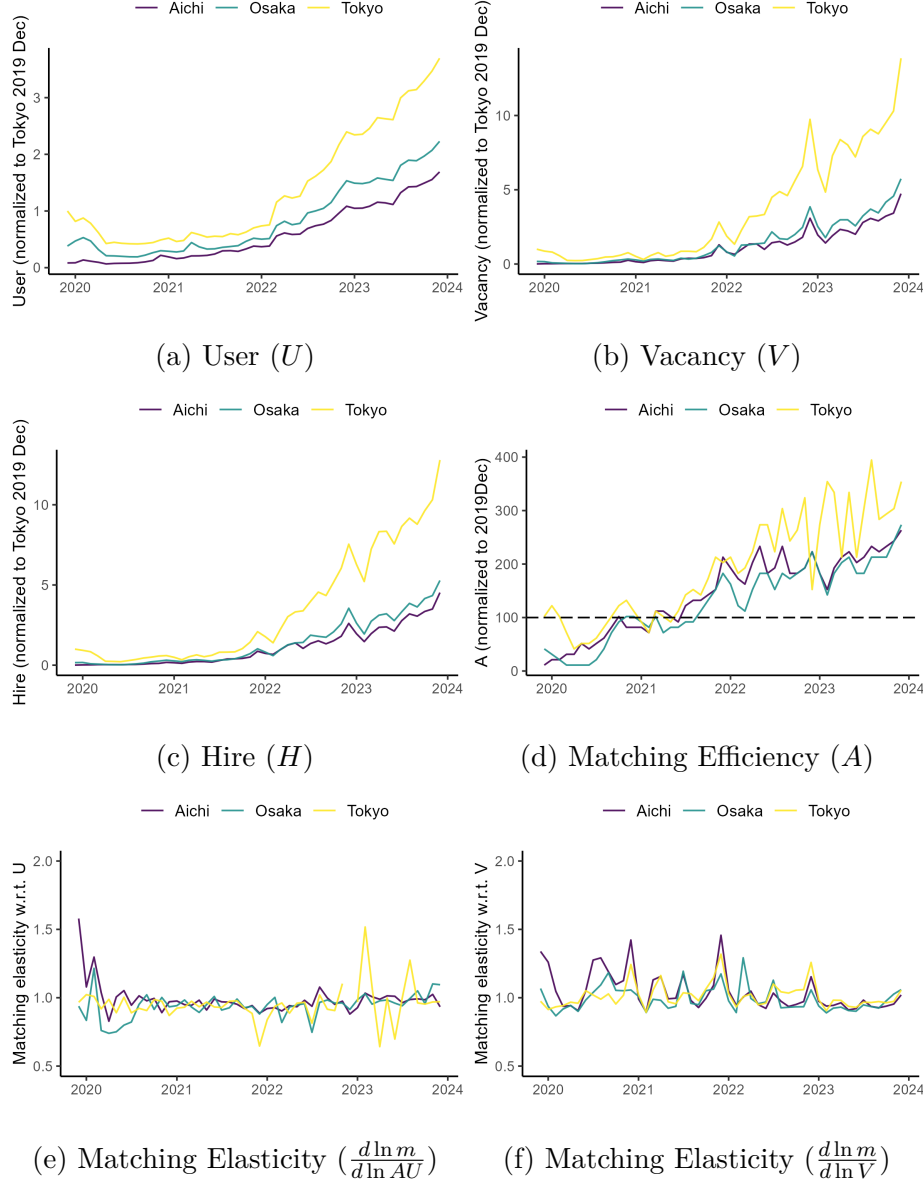 Aichi Osaka Tokyo
User (normalized to Tokyo 2019 Dec)
3
2
1
0
2020 2021 2022 2023 2024
(a) User (U)
Aichi Osaka Tokyo
Vacancy (normalized to Tokyo 2019 Dec)
10
5
0
2020 2021 2022 2023 2024
(b) Vacancy (V)
Aichi Osaka Tokyo
Hire (normalized to Tokyo 2019 Dec)
10
5
0
2020 2021 2022 2023 2024
(c) Hire (H)
Aichi Osaka Tokyo
A (normalized to 2019Dec)
400
300
200
100
0
2020 2021 2022 2023 2024
(d) Matching Efficiency (A)
Aichi Osaka Tokyo
Matching elasticity w.r.t. U
2.0
1.5
1.0
0.5
2020 2021 2022 2023 2024
(e) Matching Elasticity (d ln m / d ln AU)
Aichi Osaka Tokyo
Matching elasticity w.r.t. V
2.0
1.5
1.0
0.5
2020 2021 2022 2023 2024
(f) Matching Elasticity (d ln m / d ln V)